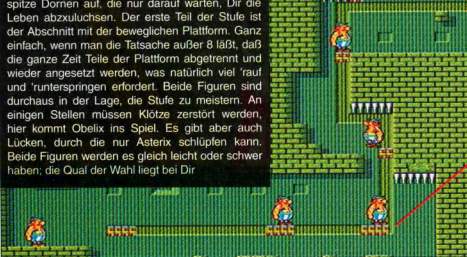 spitze Dornen auf, die nur darauf warten, Dir die
Leben abzuluchsen. Der erste Teil der Stufe ist
der Abschnitt mit der beweglichen Plattform. Ganz
einfach, wenn man die Tatsache außer 8 läßt, daß
die ganze Zeit Teile der Plattform abgetrennt und
wieder angesetzt werden, was natürlich viel 'rauf
und 'runterspringen erfordert. Beide Figuren sind
durchaus in der Lage, die Stufe zu meistern. An
einigen Stellen müssen Klötze zerstört werden,
hier kommt Obelix ins Spiel. Es gibt aber auch
Lücken, durch die nur Asterix schlüpfen kann.
Beide Figuren werden es gleich leicht oder schwer
haben; die Qual der Wahl liegt bei Dir